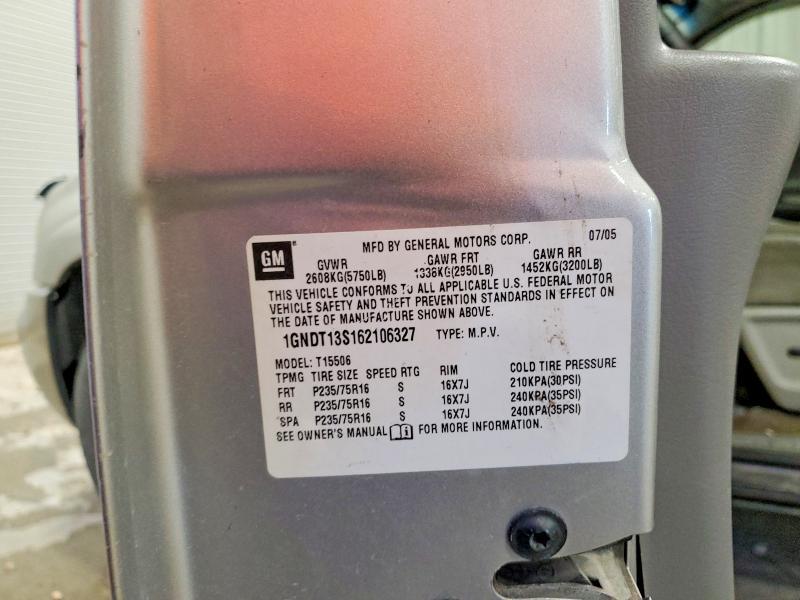 MFD BY GENERAL MOTORS CORP. 07/05
GM
GVWR GAWR FRT GAWR RR
2608KG(5750LB) 1338KG(2950LB) 1452KG(3200LB)
THIS VEHICLE CONFORMS TO ALL APPLICABLE U.S. FEDERAL MOTOR
VEHICLE SAFETY AND THEFT PREVENTION STANDARDS IN EFFECT ON
THE DATE OF MANUFACTURE SHOWN ABOVE.
1GNDT13S162106327 TYPE: M.P.V.
MODEL: T15506
TPMG TIRE SIZE SPEED RTG RIM COLD TIRE PRESSURE
FRT P235/75R16 S 16X7J 210KPA(30PSI)
RR P235/75R16 S 16X7J 240KPA(35PSI)
SPA P235/75R16 S 16X7J 240KPA(35PSI)
SEE OWNER'S MANUAL FOR MORE INFORMATION.